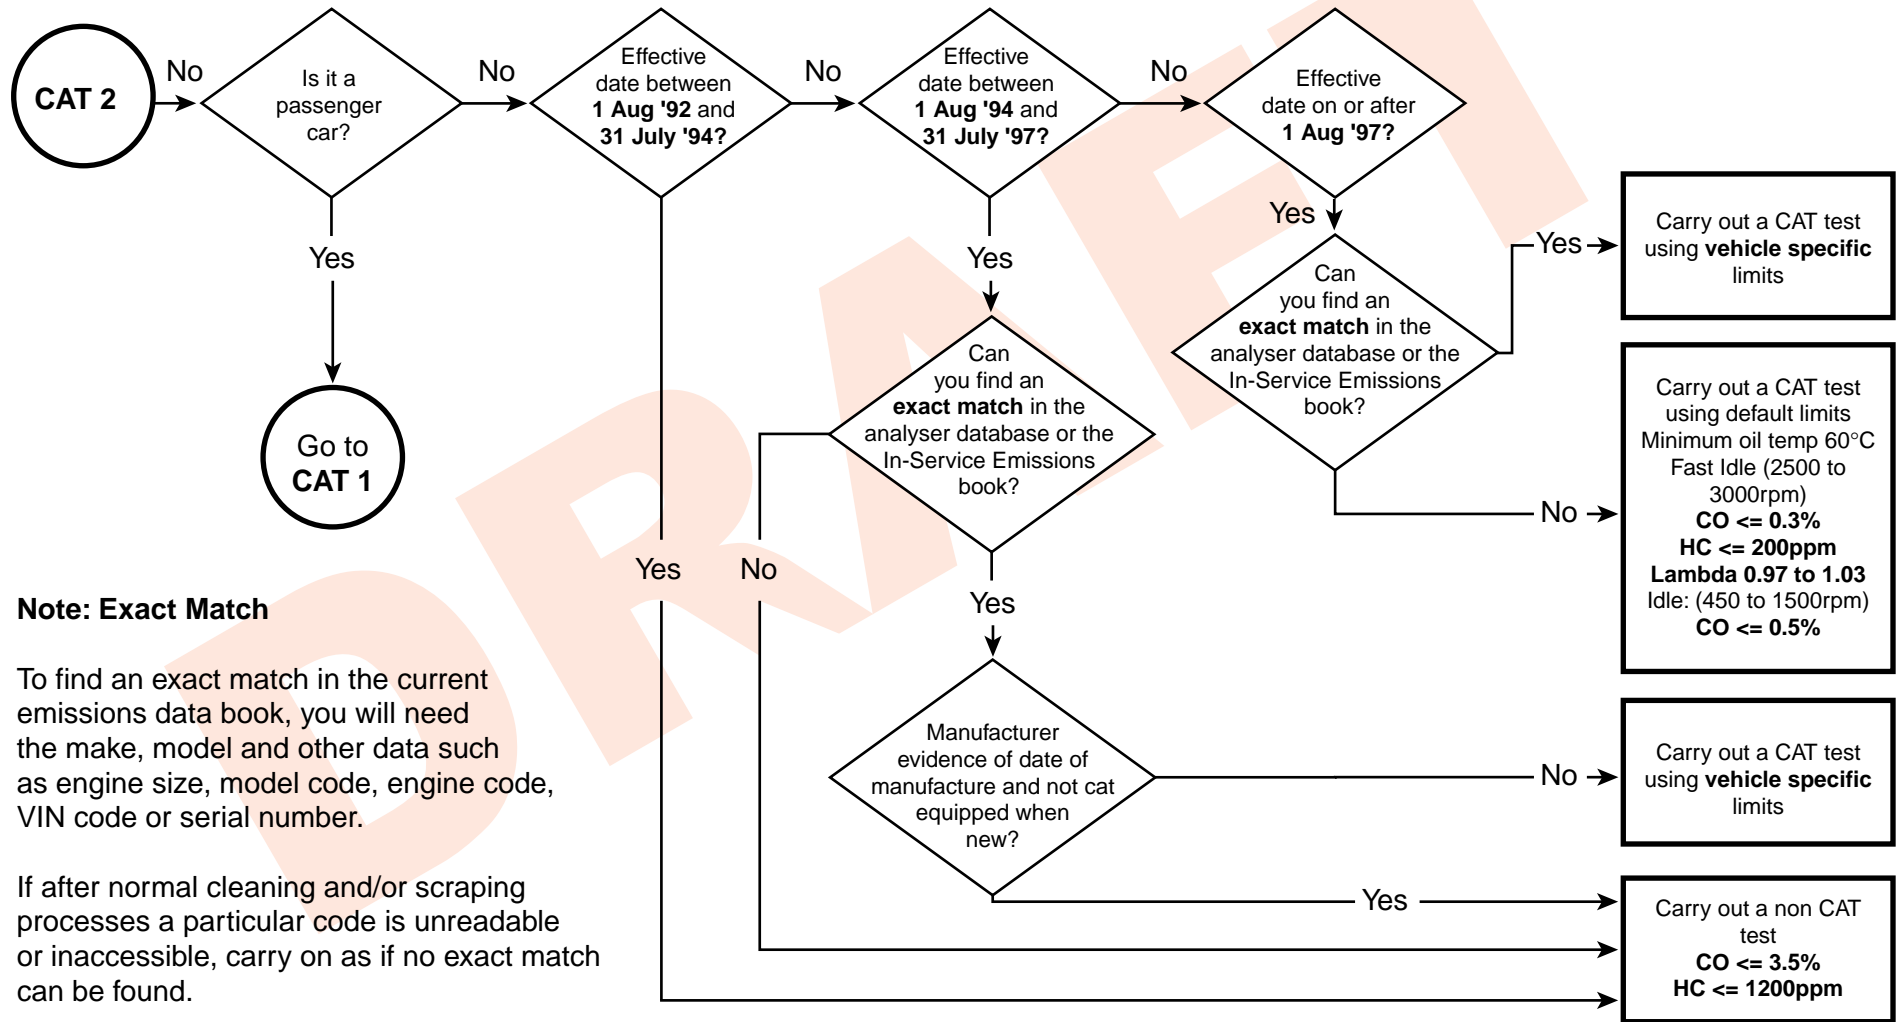 CAT 2
No
Is it a
passenger
car?
No
Effective
date between
1 Aug '92 and
31 July '94?
No
Effective
date between
1 Aug '94 and
31 July '97?
No
Effective
date on or after
1 Aug '97?
Yes
Go to
CAT 1
Yes
Can
you find an
exact match in the
analyser database or the
In-Service Emissions
book?
Yes
Can
you find an
exact match in the
analyser database or the
In-Service Emissions
book?
Yes
Carry out a CAT test
using vehicle specific
limits
No
Carry out a CAT test
using default limits
Minimum oil temp 60°C
Fast Idle (2500 to
3000rpm)
CO <= 0.3%
HC <= 200ppm
Lambda 0.97 to 1.03
Idle: (450 to 1500rpm)
CO <= 0.5%
Yes
No
Yes
Manufacturer
evidence of date of
manufacture and not cat
equipped when
new?
No
Carry out a CAT test
using vehicle specific
limits
Yes
Carry out a non CAT
test
CO <= 3.5%
HC <= 1200ppm
Note: Exact Match
To find an exact match in the current
emissions data book, you will need
the make, model and other data such
as engine size, model code, engine code,
VIN code or serial number.
If after normal cleaning and/or scraping
processes a particular code is unreadable
or inaccessible, carry on as if no exact match
can be found.
DRAFT